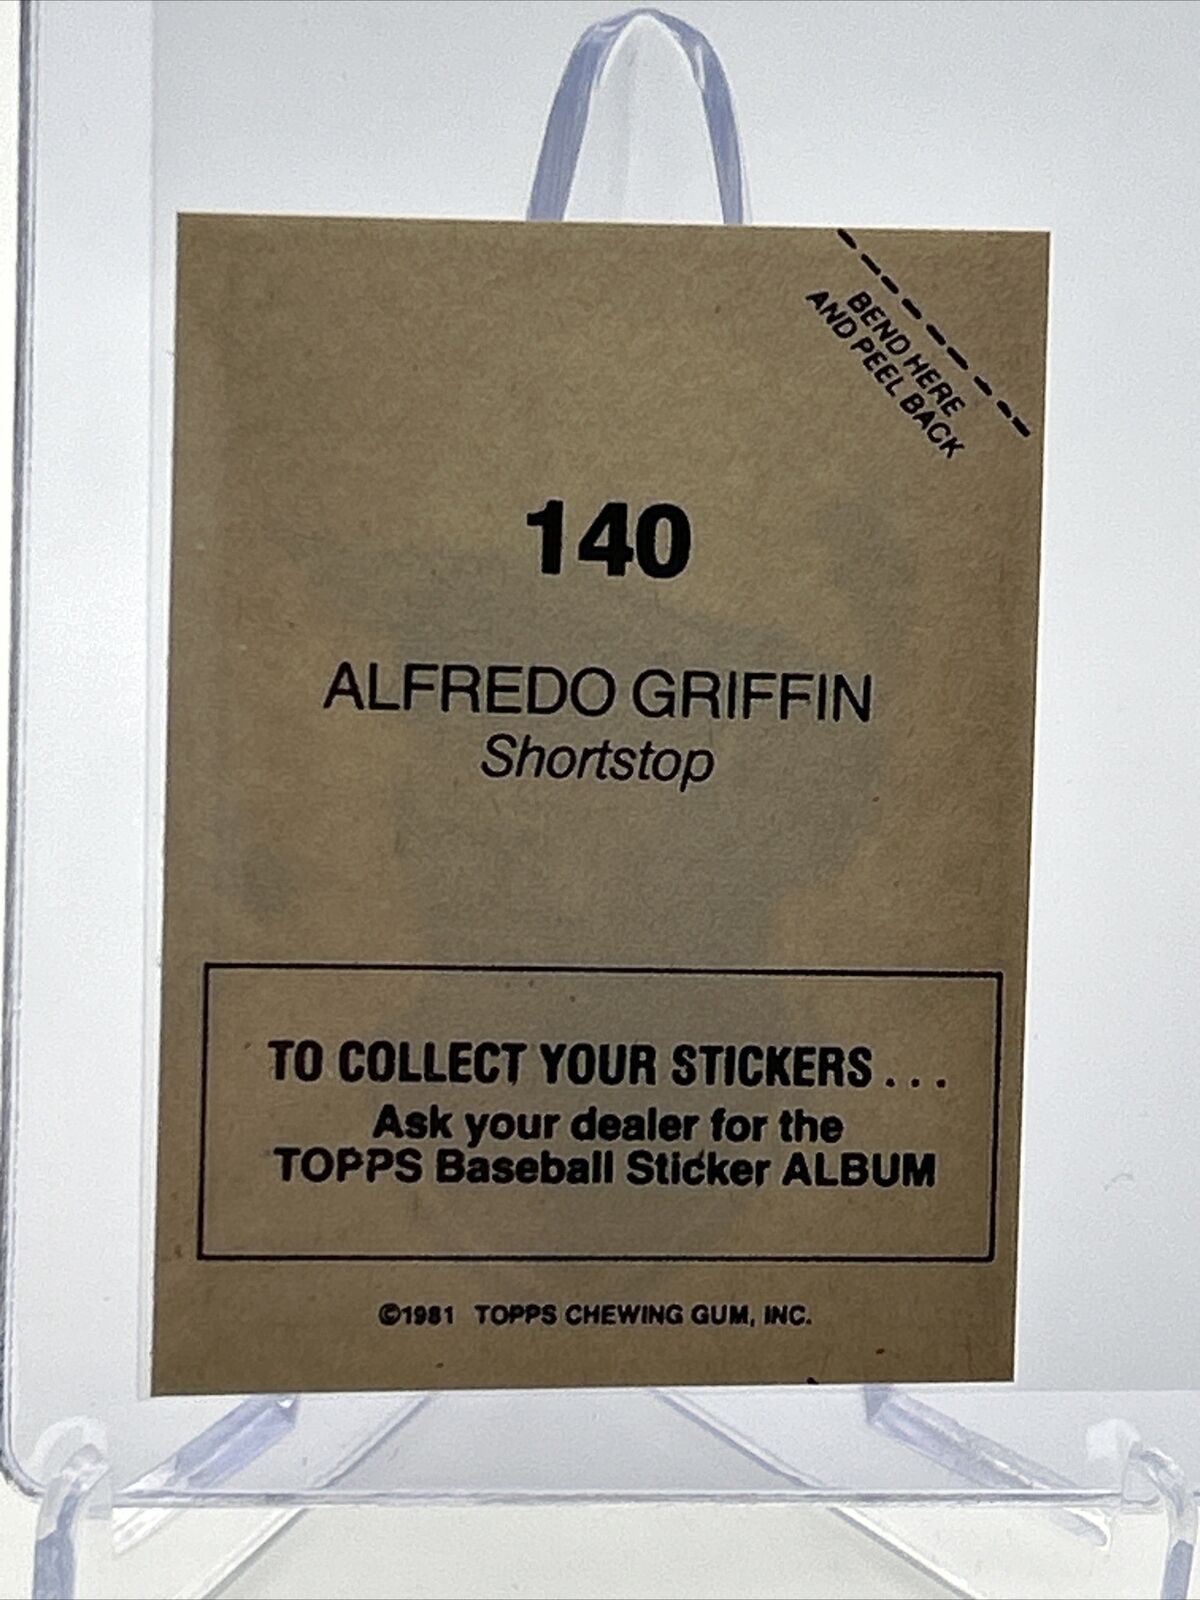 BEND HERE
AND PEEL BACK
140
ALFREDO GRIFFIN
Shortstop
TO COLLECT YOUR STICKERS...
Ask your dealer for the
TOPPS Baseball Sticker ALBUM
©1981 TOPPS CHEWING GUM, INC.